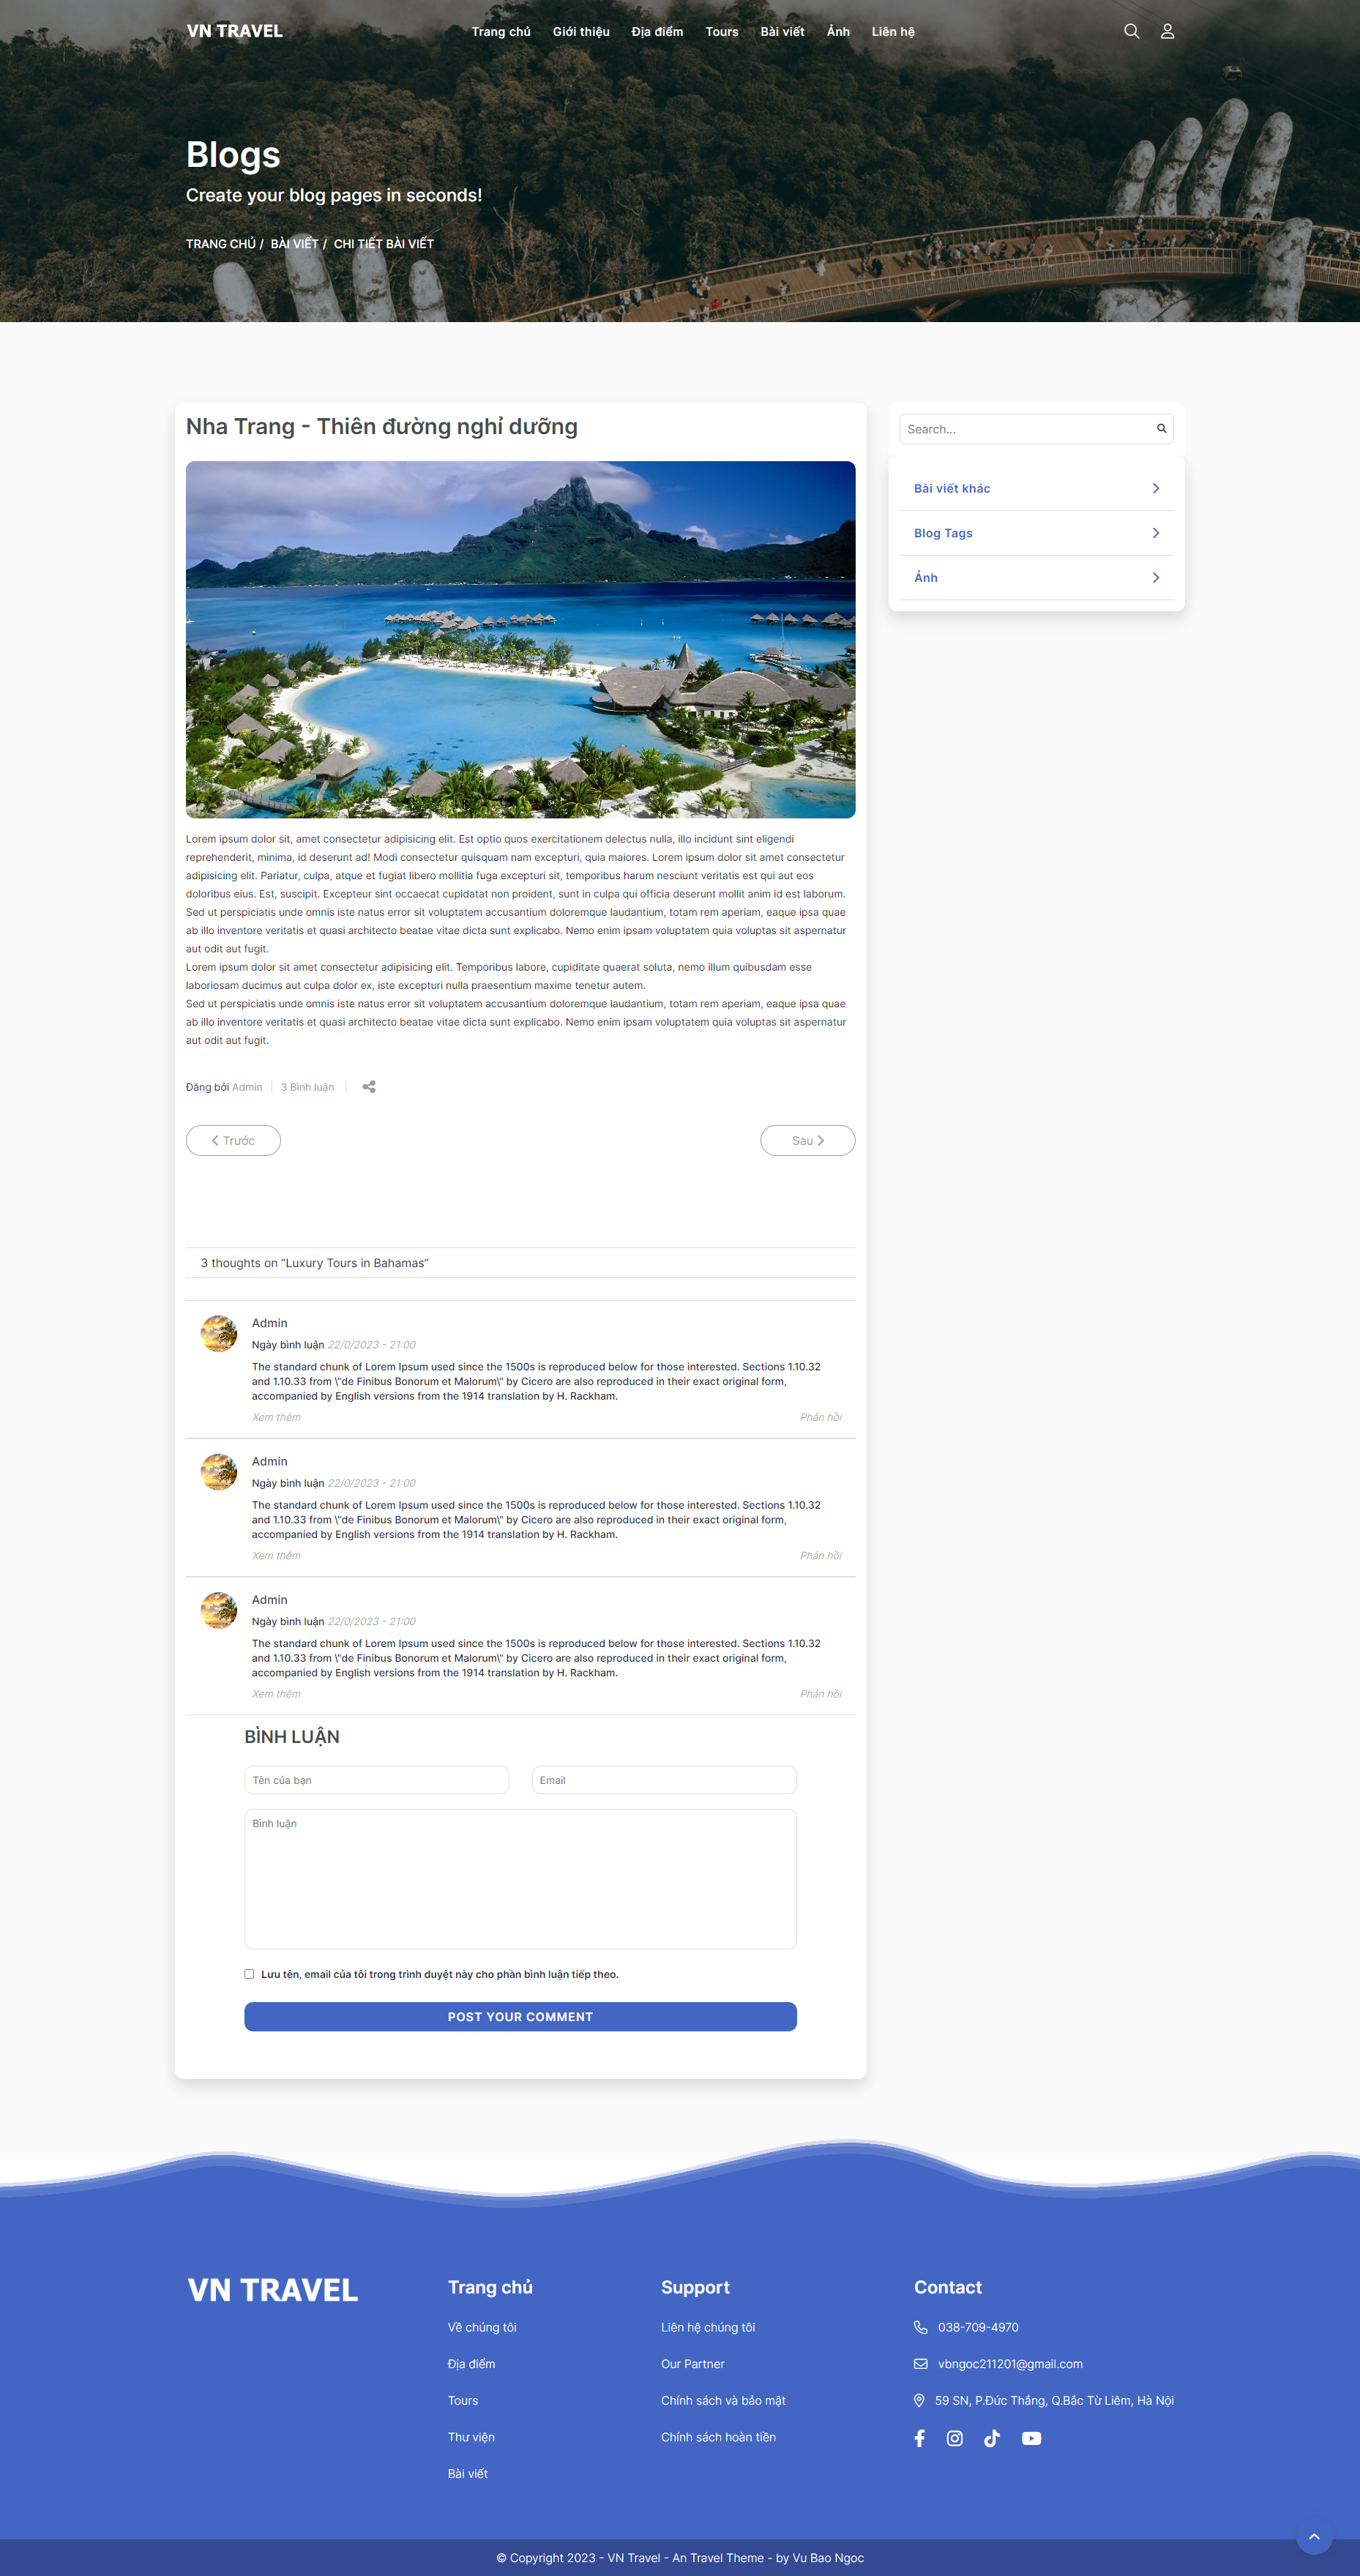 VN TRAVEL
Trang chủ Giới thiệu Địa điểm Tours Bài viết Ảnh Liên hệ
Blogs
Create your blog pages in seconds!
TRANG CHỦ / BÀI VIẾT / CHI TIẾT BÀI VIẾT
Nha Trang - Thiên đường nghỉ dưỡng
Lorem ipsum dolor sit, amet consectetur adipisicing elit. Est optio quos exercitationem delectus nulla, illo incidunt sint eligendi
reprehenderit, minima, id deserunt ad! Modi consectetur quisquam nam excepturi, quia maiores. Lorem ipsum dolor sit amet consectetur
adipisicing elit. Pariatur, culpa, atque et fugiat libero mollitia fuga excepturi sit, temporibus harum nesciunt veritatis est qui aut eos
doloribus eius. Est, suscipit. Excepteur sint occaecat cupidatat non proident, sunt in culpa qui officia deserunt mollit anim id est laborum.
Sed ut perspiciatis unde omnis iste natus error sit voluptatem accusantium doloremque laudantium, totam rem aperiam, eaque ipsa quae
ab illo inventore veritatis et quasi architecto beatae vitae dicta sunt explicabo. Nemo enim ipsam voluptatem quia voluptas sit aspernatur
aut odit aut fugit.
Lorem ipsum dolor sit amet consectetur adipisicing elit. Temporibus labore, cupiditate quaerat soluta, nemo illum quibusdam esse
laboriosam ducimus aut culpa dolor ex, iste excepturi nulla praesentium maxime tenetur autem.
Sed ut perspiciatis unde omnis iste natus error sit voluptatem accusantium doloremque laudantium, totam rem aperiam, eaque ipsa quae
ab illo inventore veritatis et quasi architecto beatae vitae dicta sunt explicabo. Nemo enim ipsam voluptatem quia voluptas sit aspernatur
aut odit aut fugit.
Đăng bởi Admin 3 Bình luận
Trước
Sau
3 thoughts on “Luxury Tours in Bahamas”
Admin
Ngày bình luận 22/0/2023 - 21:00
The standard chunk of Lorem Ipsum used since the 1500s is reproduced below for those interested. Sections 1.10.32
and 1.10.33 from \"de Finibus Bonorum et Malorum\" by Cicero are also reproduced in their exact original form,
accompanied by English versions from the 1914 translation by H. Rackham.
Xem thêm Phản hồi
Admin
Ngày bình luận 22/0/2023 - 21:00
The standard chunk of Lorem Ipsum used since the 1500s is reproduced below for those interested. Sections 1.10.32
and 1.10.33 from \"de Finibus Bonorum et Malorum\" by Cicero are also reproduced in their exact original form,
accompanied by English versions from the 1914 translation by H. Rackham.
Xem thêm Phản hồi
Admin
Ngày bình luận 22/0/2023 - 21:00
The standard chunk of Lorem Ipsum used since the 1500s is reproduced below for those interested. Sections 1.10.32
and 1.10.33 from \"de Finibus Bonorum et Malorum\" by Cicero are also reproduced in their exact original form,
accompanied by English versions from the 1914 translation by H. Rackham.
Xem thêm Phản hồi
BÌNH LUẬN
Tên của bạn
Email
Bình luận
Lưu tên, email của tôi trong trình duyệt này cho phần bình luận tiếp theo.
POST YOUR COMMENT
Search...
Bài viết khác
Blog Tags
Ảnh
VN TRAVEL
Trang chủ
Về chúng tôi
Địa điểm
Tours
Thư viện
Bài viết
Support
Liên hệ chúng tôi
Our Partner
Chính sách và bảo mật
Chính sách hoàn tiền
Contact
038-709-4970
vbngoc211201@gmail.com
59 SN, P.Đức Thắng, Q.Bắc Từ Liêm, Hà Nội
© Copyright 2023 - VN Travel - An Travel Theme - by Vu Bao Ngoc